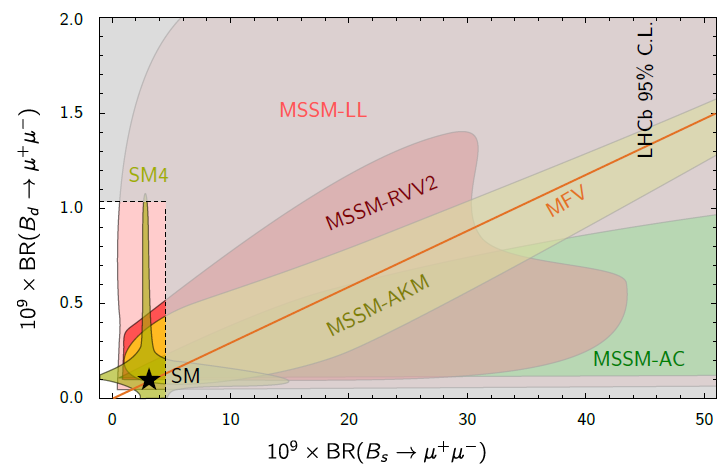 2.0
1.5
1.0
0.5
0.0
10⁹ × BR(B_d → μ⁺μ⁻)
LHCb 95% C.L.
MSSM-LL
SM4
MSSM-RVV2
MFV
MSSM-AKM
MSSM-AC
SM
0 10 20 30 40 50
10⁹ × BR(B_s → μ⁺μ⁻)